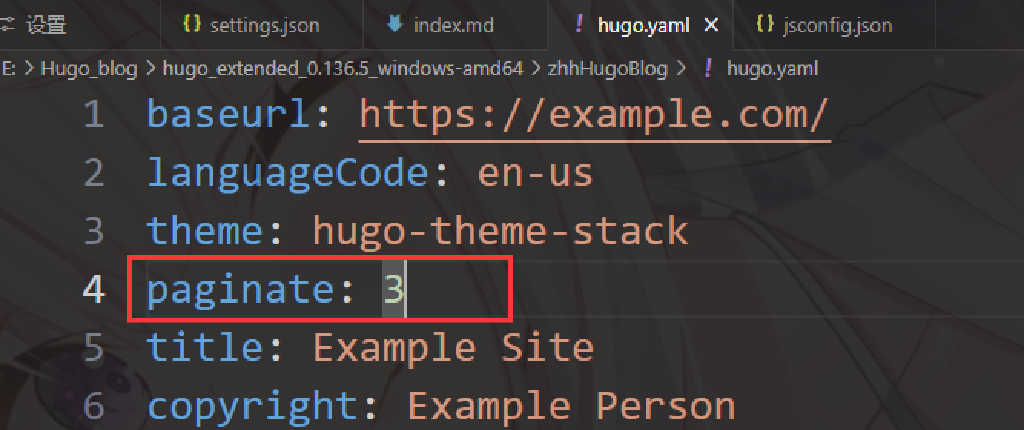 设置 settings.json index.md ! hugo.yaml × jsconfig.json
E: > Hugo_blog > hugo_extended_0.136.5_windows-amd64 > zhhHugoBlog > ! hugo.yaml
1 baseurl: https://example.com/
2 languageCode: en-us
3 theme: hugo-theme-stack
4 paginate: 3
5 title: Example Site
6 copyright: Example Person